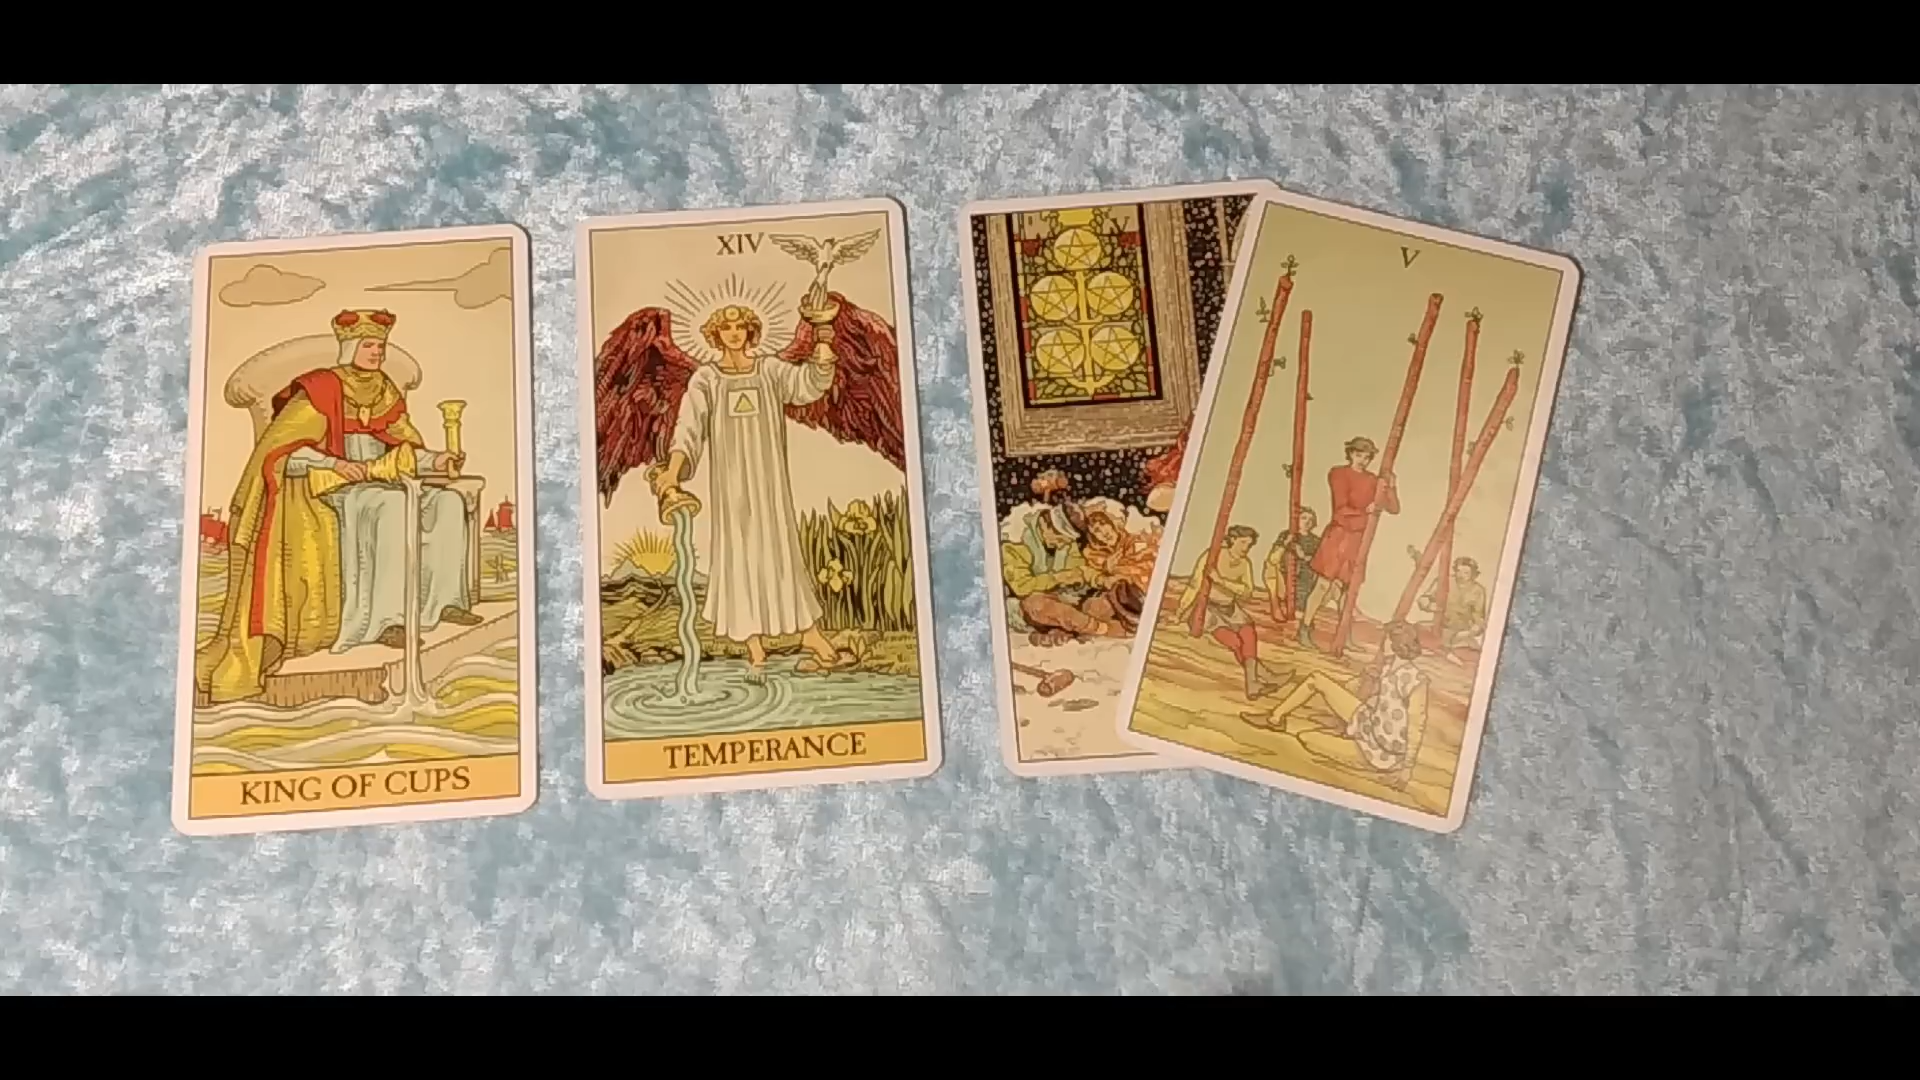 KING OF CUPS
XIV
TEMPERANCE
V
V